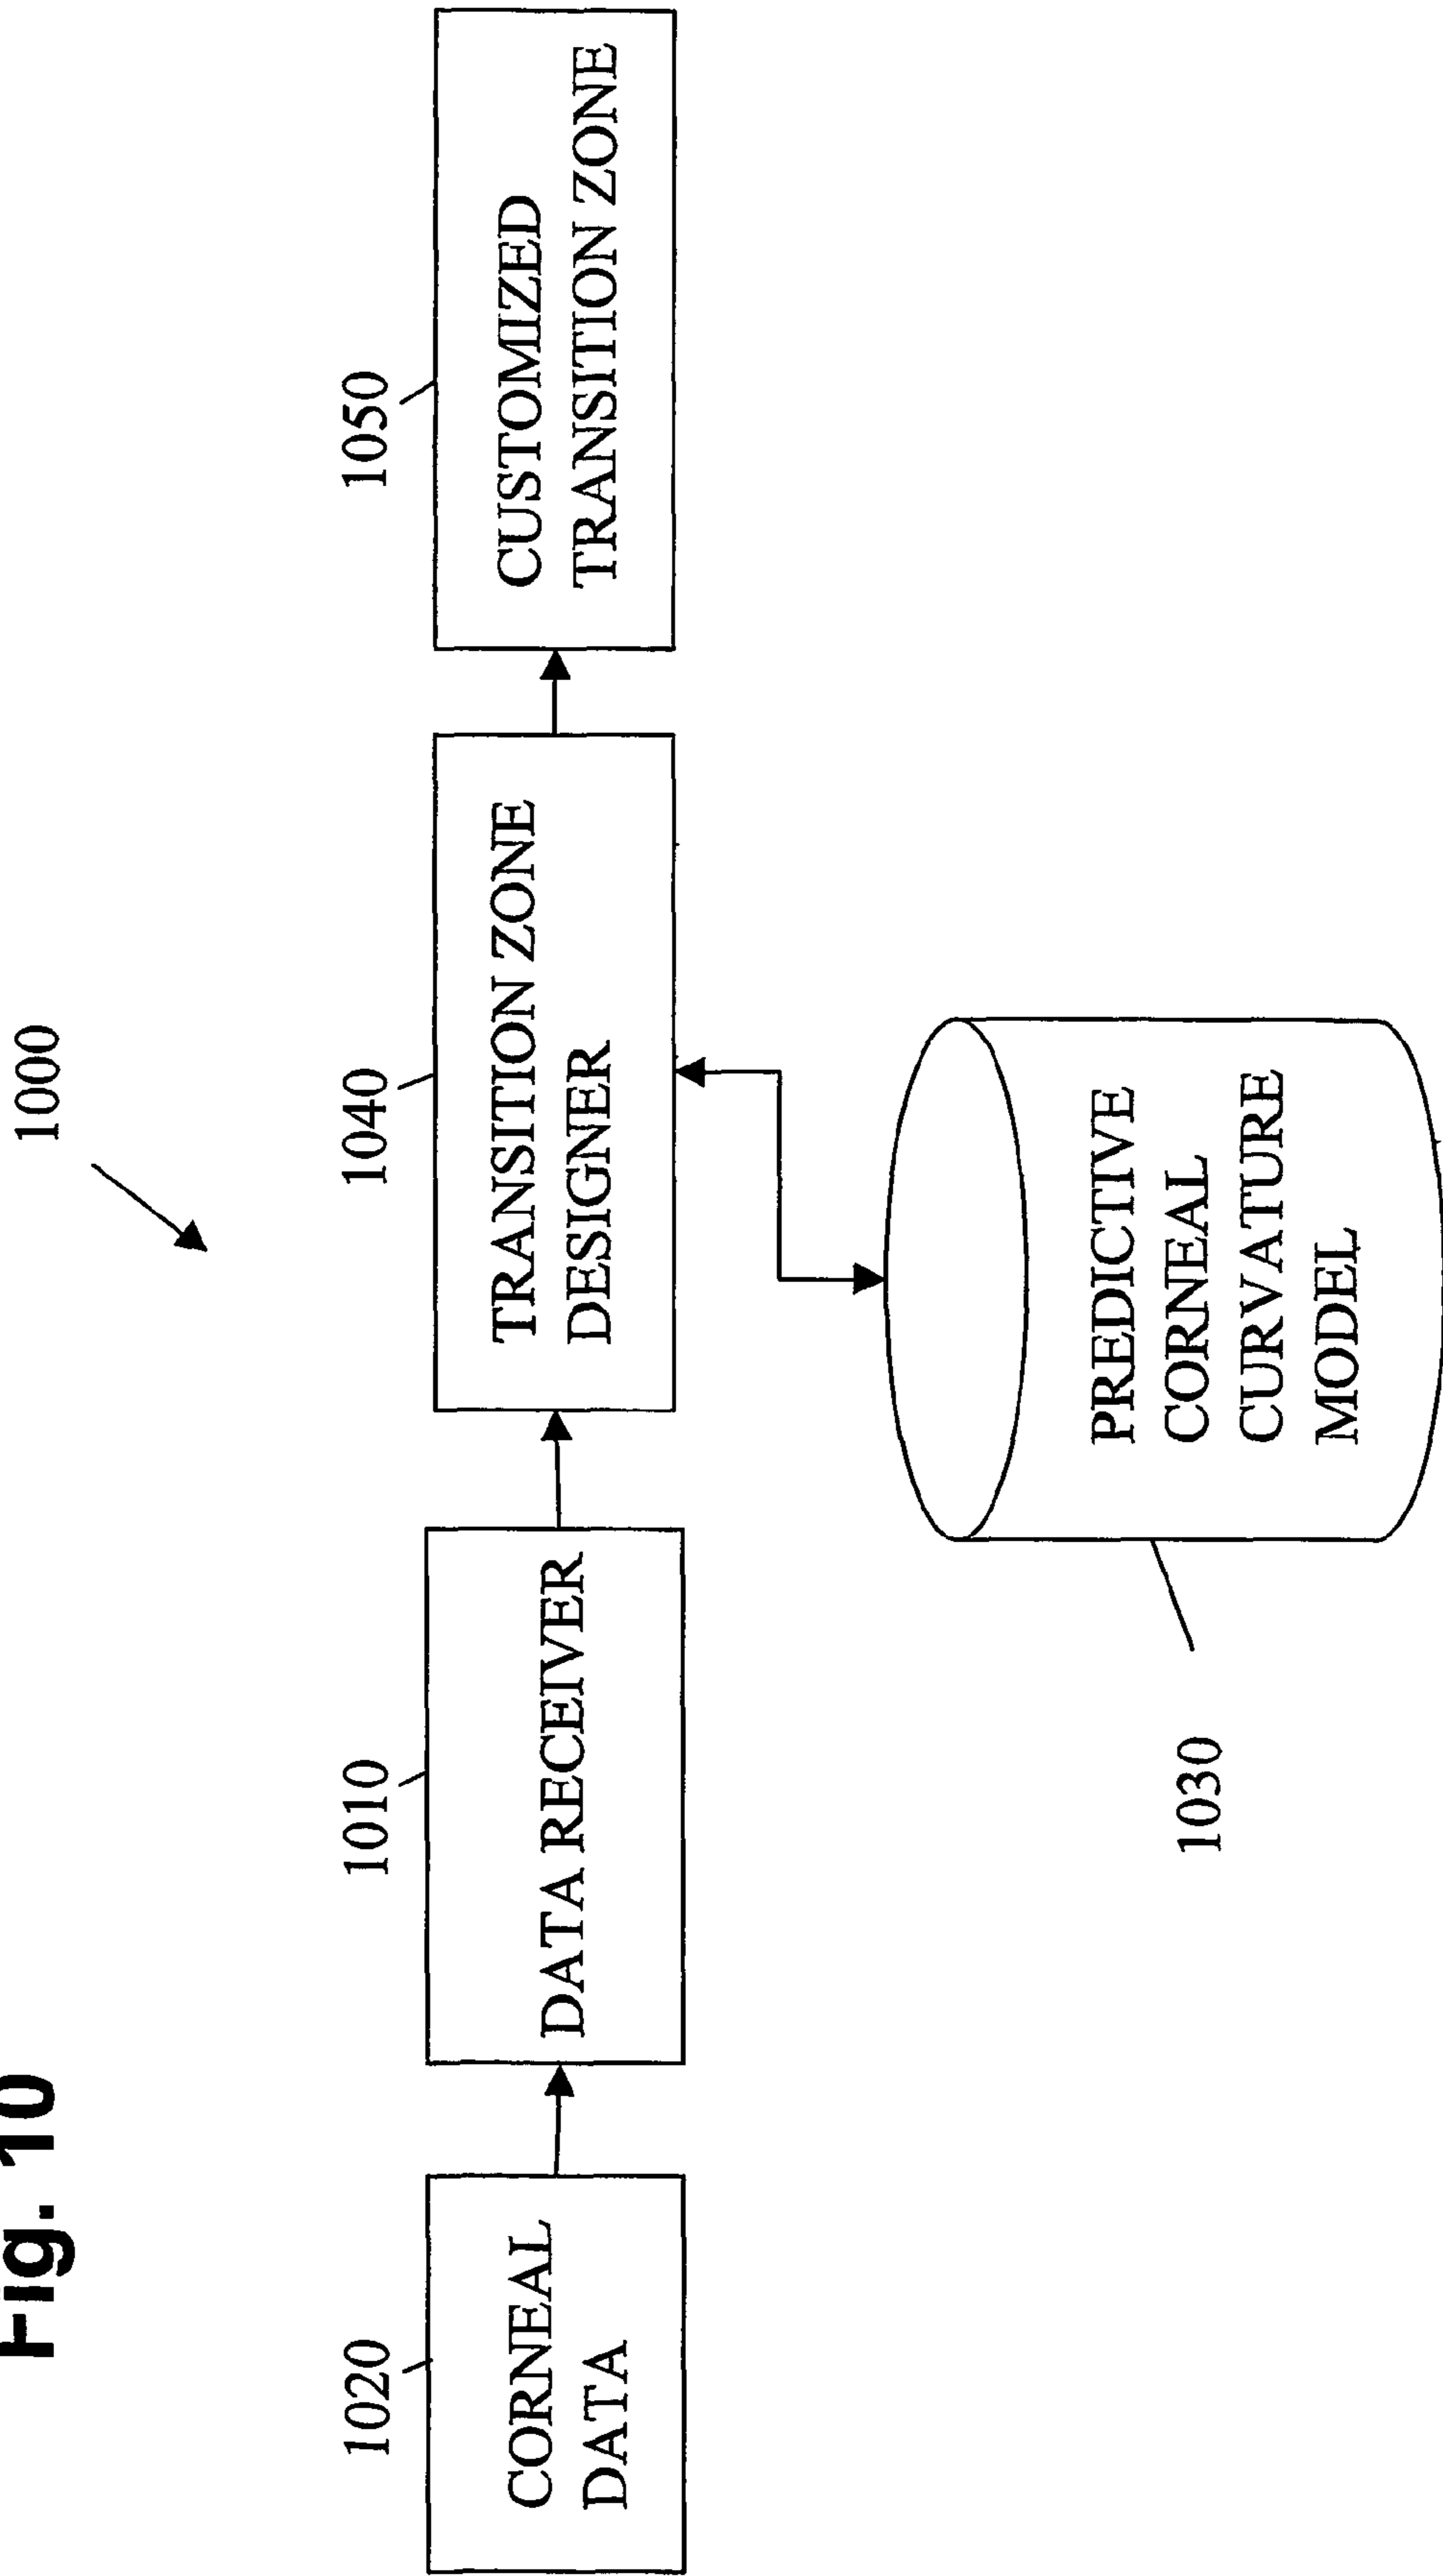 Fig. 10
1000
1020
CORNEAL
DATA
1010
DATA RECEIVER
1040
TRANSITION ZONE
DESIGNER
1050
CUSTOMIZED
TRANSITION ZONE
PREDICTIVE
CORNEAL
CURVATURE
MODEL
1030